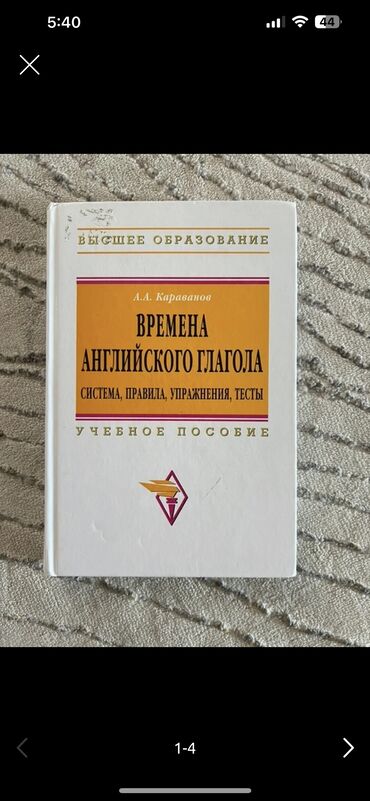 5:40
44
ВЫСШЕЕ ОБРАЗОВАНИЕ
А.А. Караванов
ВРЕМЕНА
АНГЛИЙСКОГО ГЛАГОЛА
СИСТЕМА, ПРАВИЛА, УПРАЖНЕНИЯ, ТЕСТЫ
УЧЕБНОЕ ПОСОБИЕ
1-4